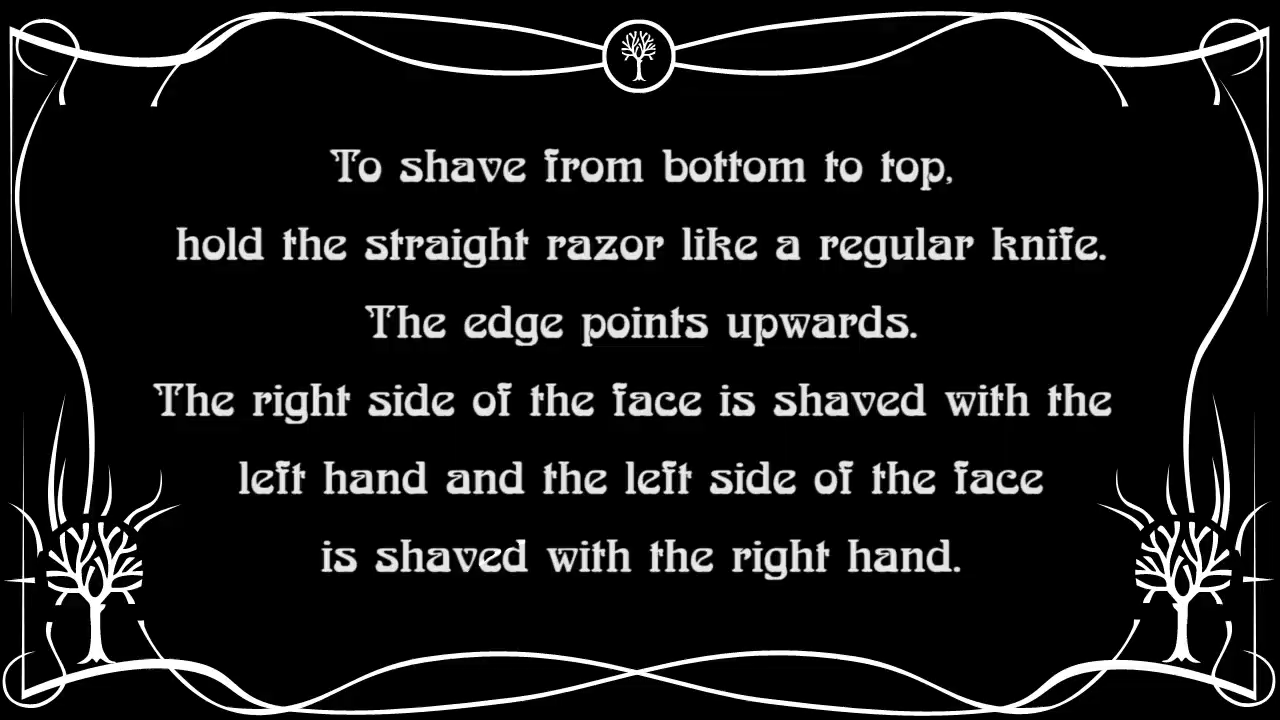 To shave from bottom to top,
hold the straight razor like a regular knife.
The edge points upwards.
The right side of the face is shaved with the
left hand and the left side of the face
is shaved with the right hand.